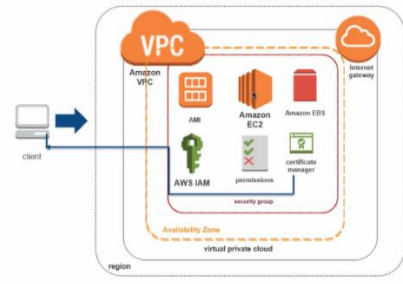 VPC
Amazon
VPC
Internet
gateway
AMI
Amazon
EC2
Amazon EBS
client
AWS IAM
permissions
certificate
manager
security group
Availability Zone
virtual private cloud
region